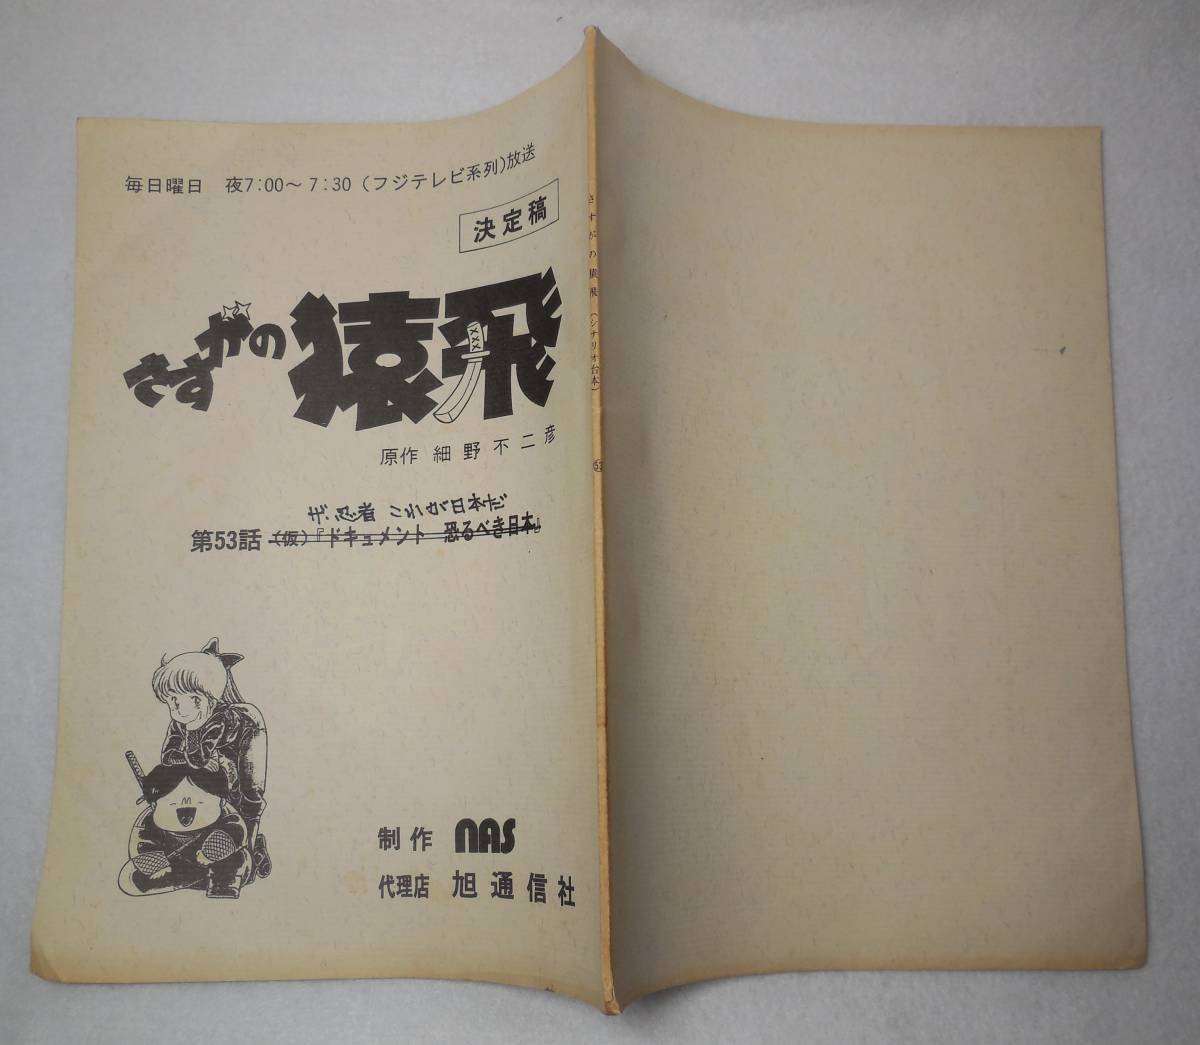 毎日曜日 夜7:00〜7:30(フジテレビ系列)放送
決定稿
さすがの猿飛
原作 細野不二彦
ザ・忍者 これが日本だ
第53話 (仮)『ドキュメント 恐るべき日本』
制作 nAS
代理店 旭通信社
さすがの猿飛 (シナリオ台本) 53